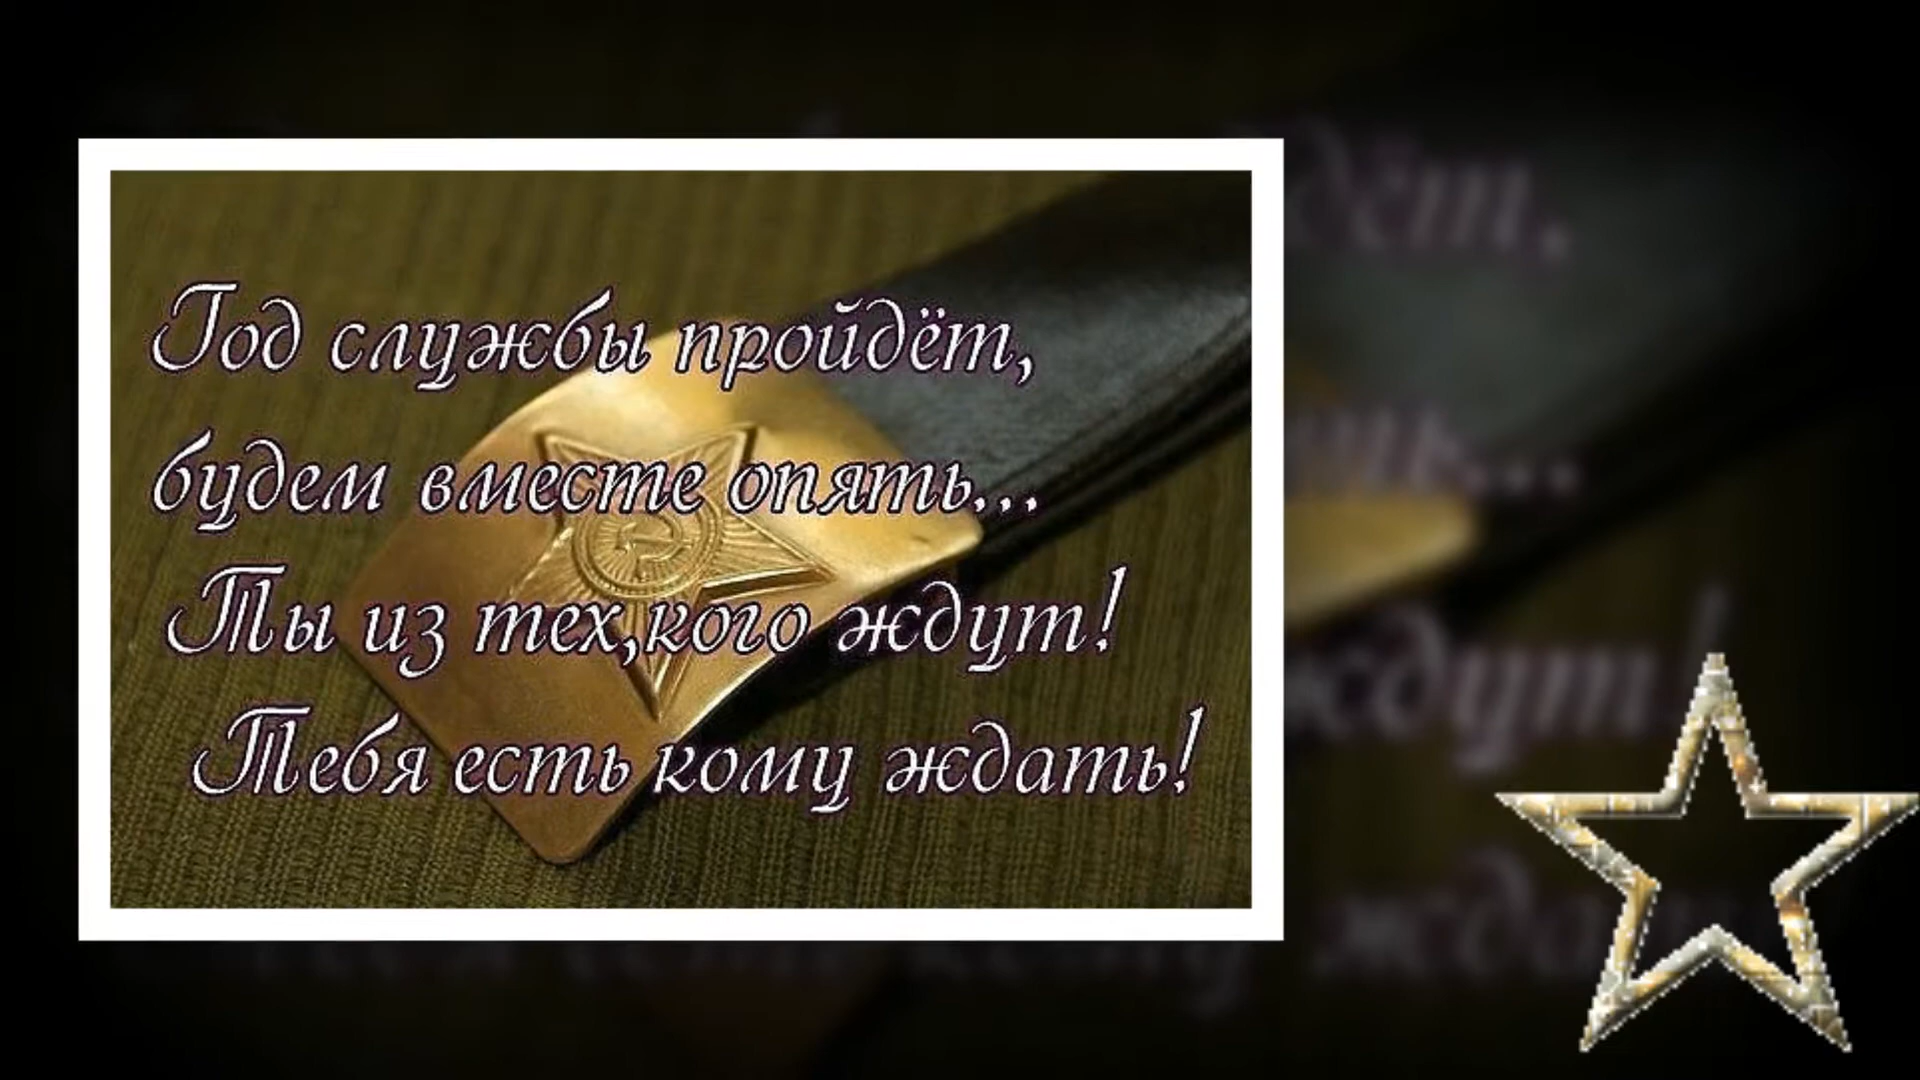 Год службы пройдёт,
будем вместе опять...
Ты из тех,кого ждут!
Тебя есть кому ждать!